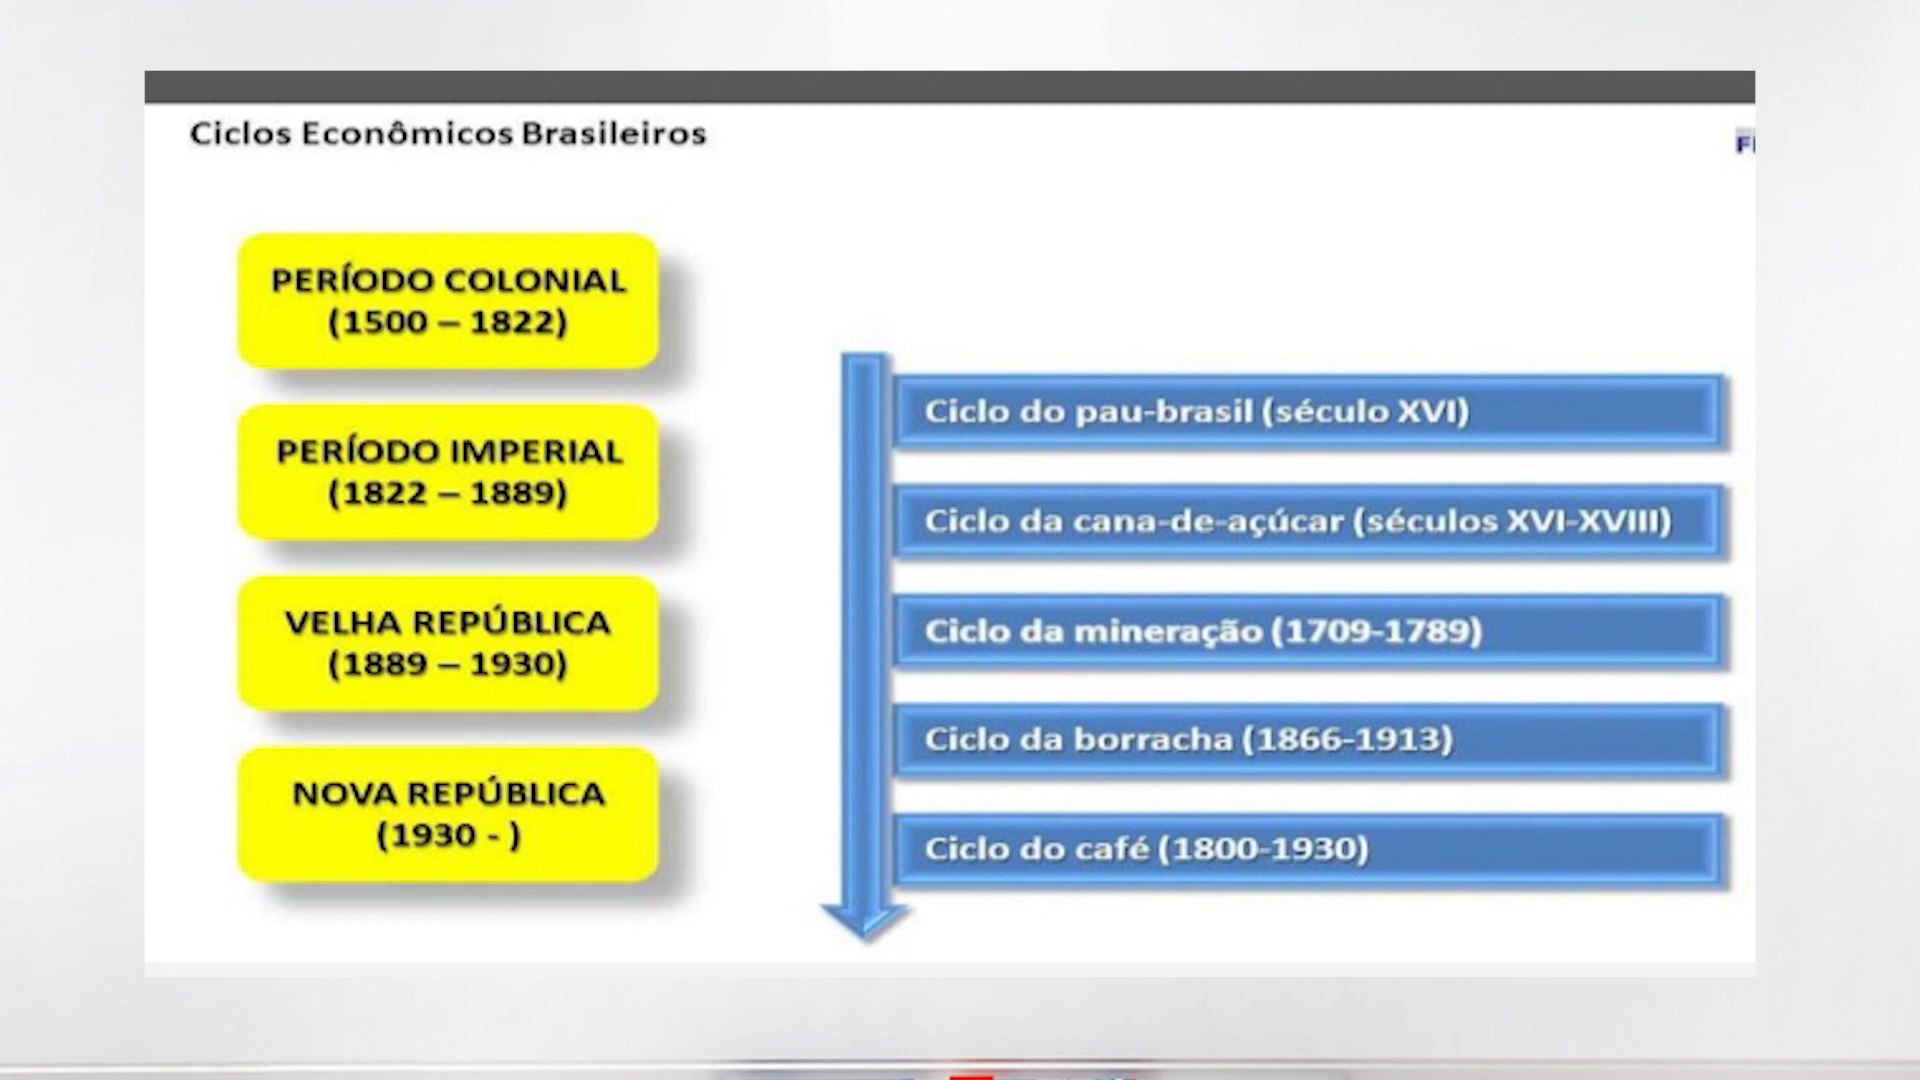 Ciclos Econômicos Brasileiros
PERÍODO COLONIAL
(1500 – 1822)
PERÍODO IMPERIAL
(1822 – 1889)
VELHA REPÚBLICA
(1889 – 1930)
NOVA REPÚBLICA
(1930 - )
Ciclo do pau-brasil (século XVI)
Ciclo da cana-de-açúcar (séculos XVI-XVIII)
Ciclo da mineração (1709-1789)
Ciclo da borracha (1866-1913)
Ciclo do café (1800-1930)